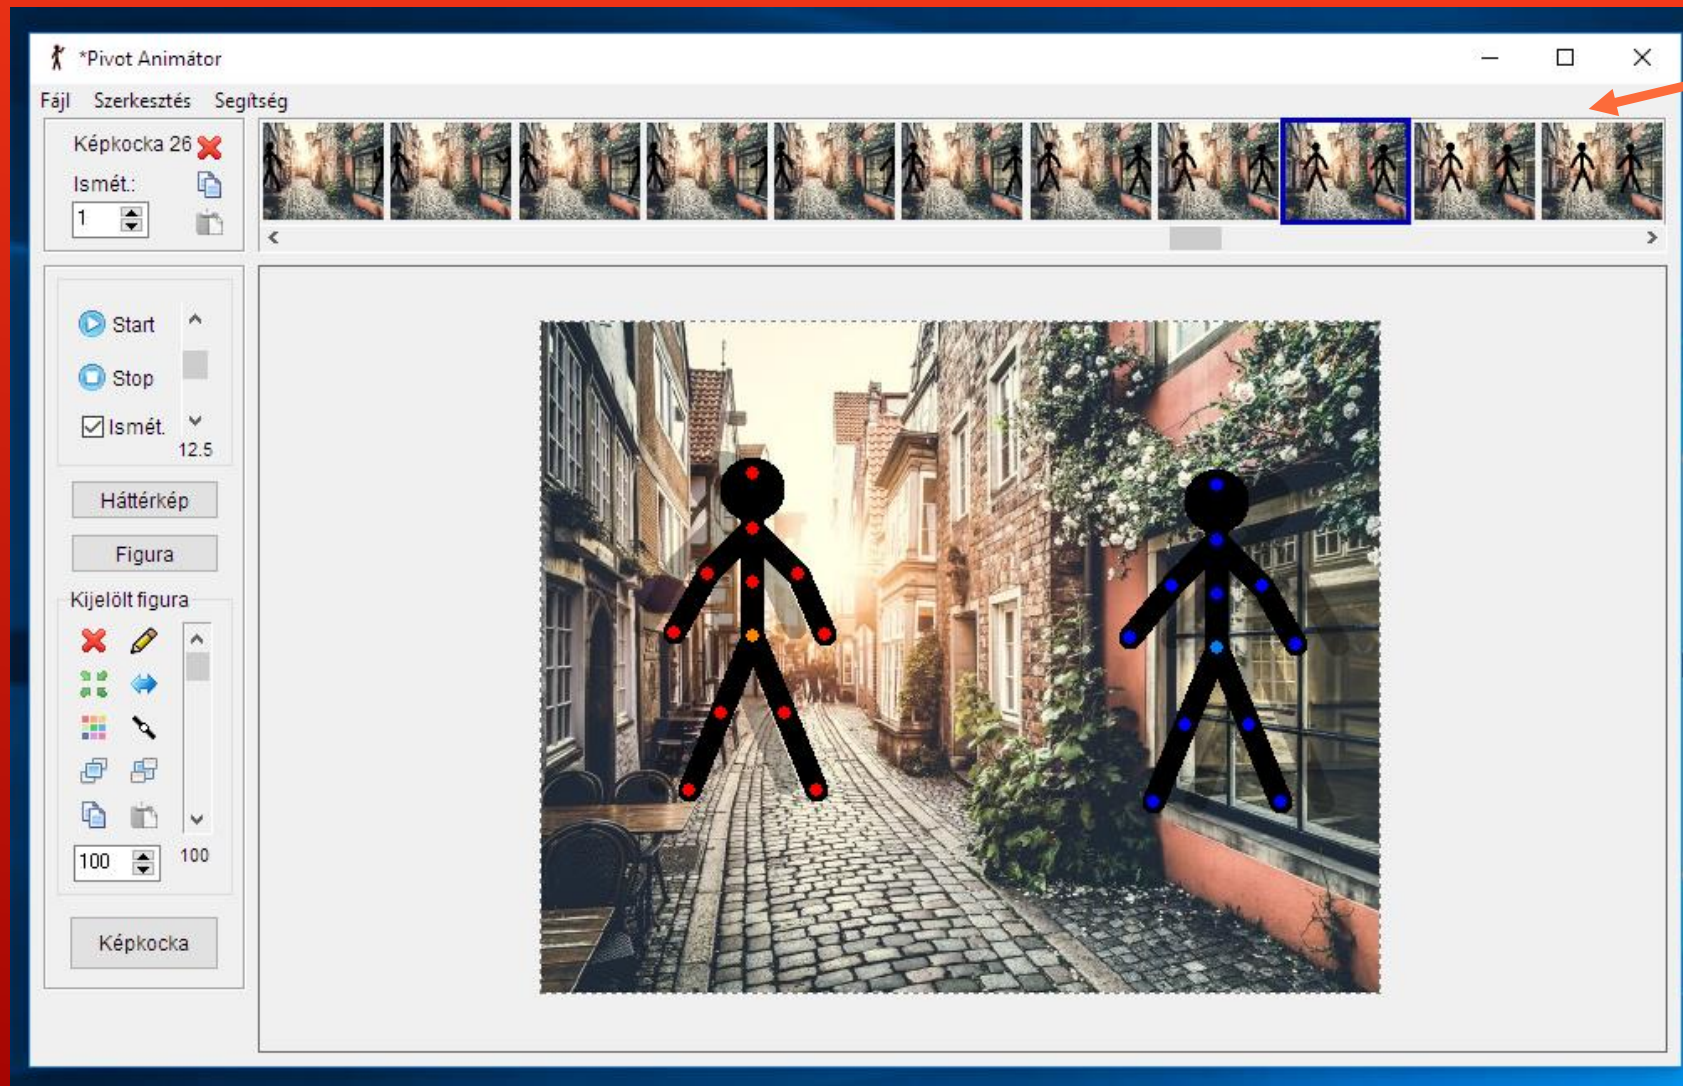 *Pivot Animátor
Fájl Szerkesztés Segítség
Képkocka 26
Ismét.:
1
Start
Stop
Ismét.
12.5
Háttérkép
Figura
Kijelölt figura
100
100
Képkocka